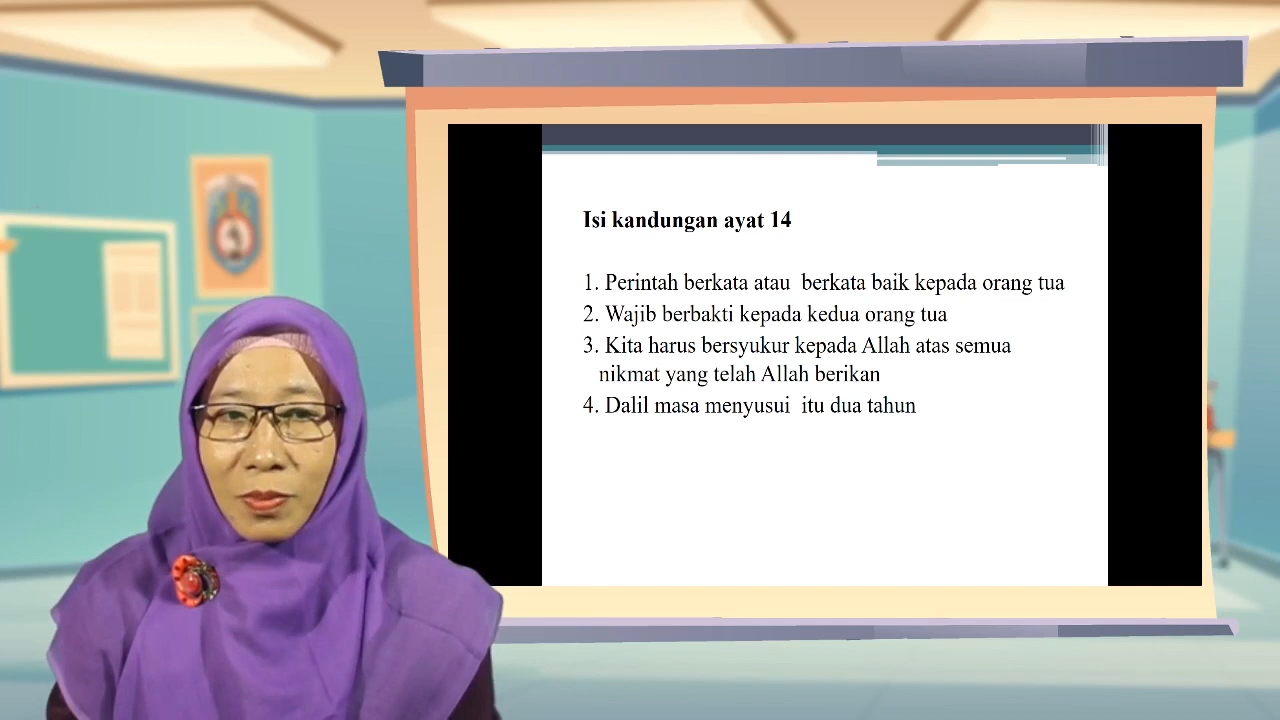 Isi kandungan ayat 14
1. Perintah berkata atau  berkata baik kepada orang tua
2. Wajib berbakti kepada kedua orang tua
3. Kita harus bersyukur kepada Allah atas semua
nikmat yang telah Allah berikan
4. Dalil masa menyusui  itu dua tahun